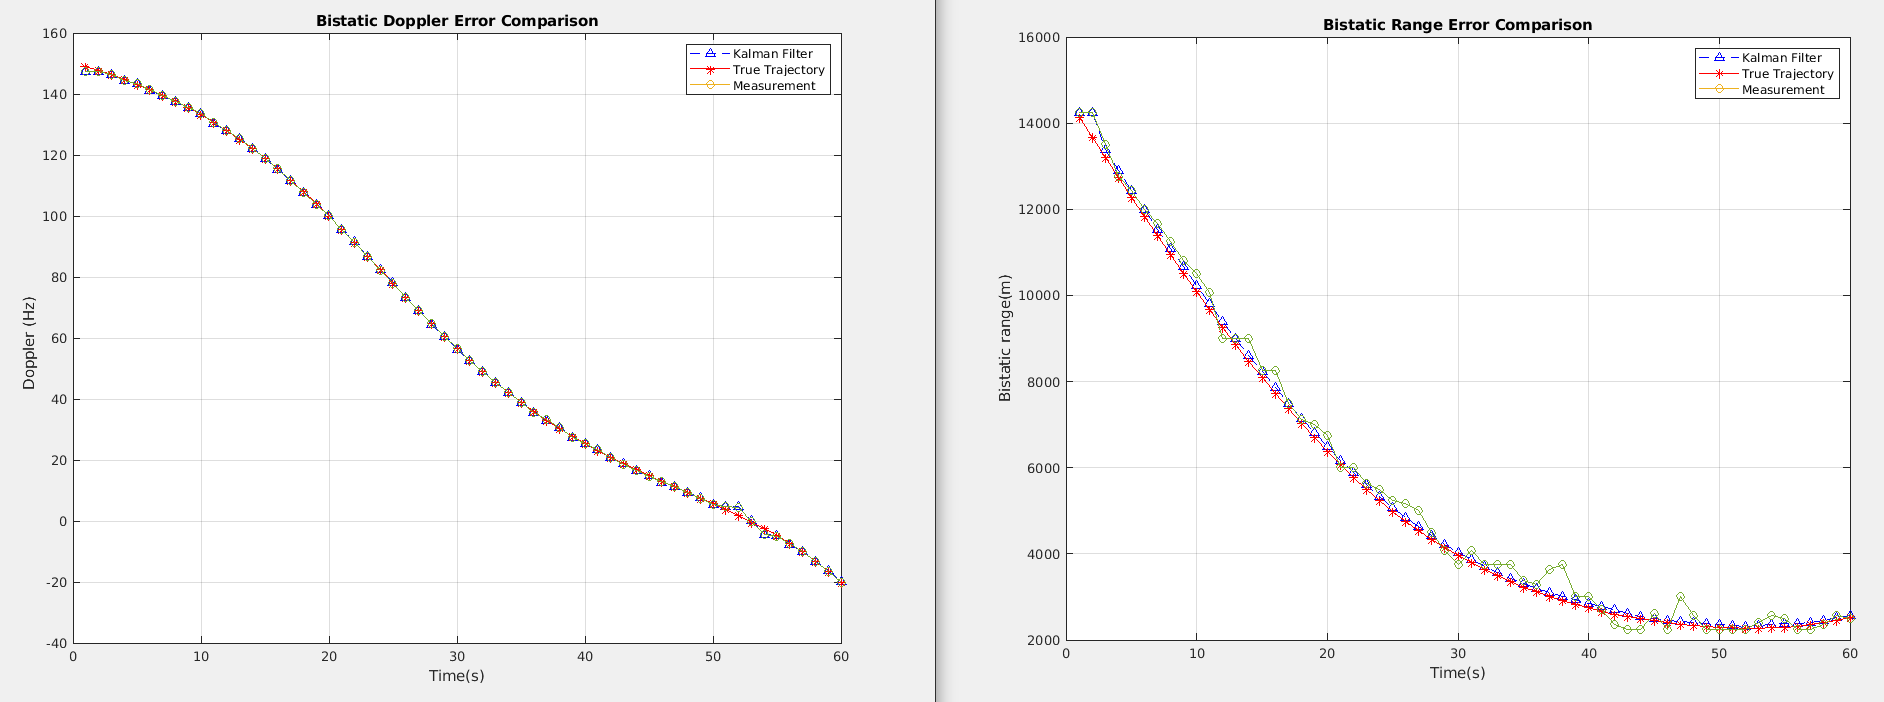 Bistatic Doppler Error Comparison
160
140
120
100
80
60
40
20
0
-20
-40
0
10
20
30
40
50
60
Doppler (Hz)
Time(s)
Kalman Filter
True Trajectory
Measurement
Bistatic Range Error Comparison
16000
14000
12000
10000
8000
6000
4000
2000
0
10
20
30
40
50
60
Bistatic range(m)
Time(s)
Kalman Filter
True Trajectory
Measurement